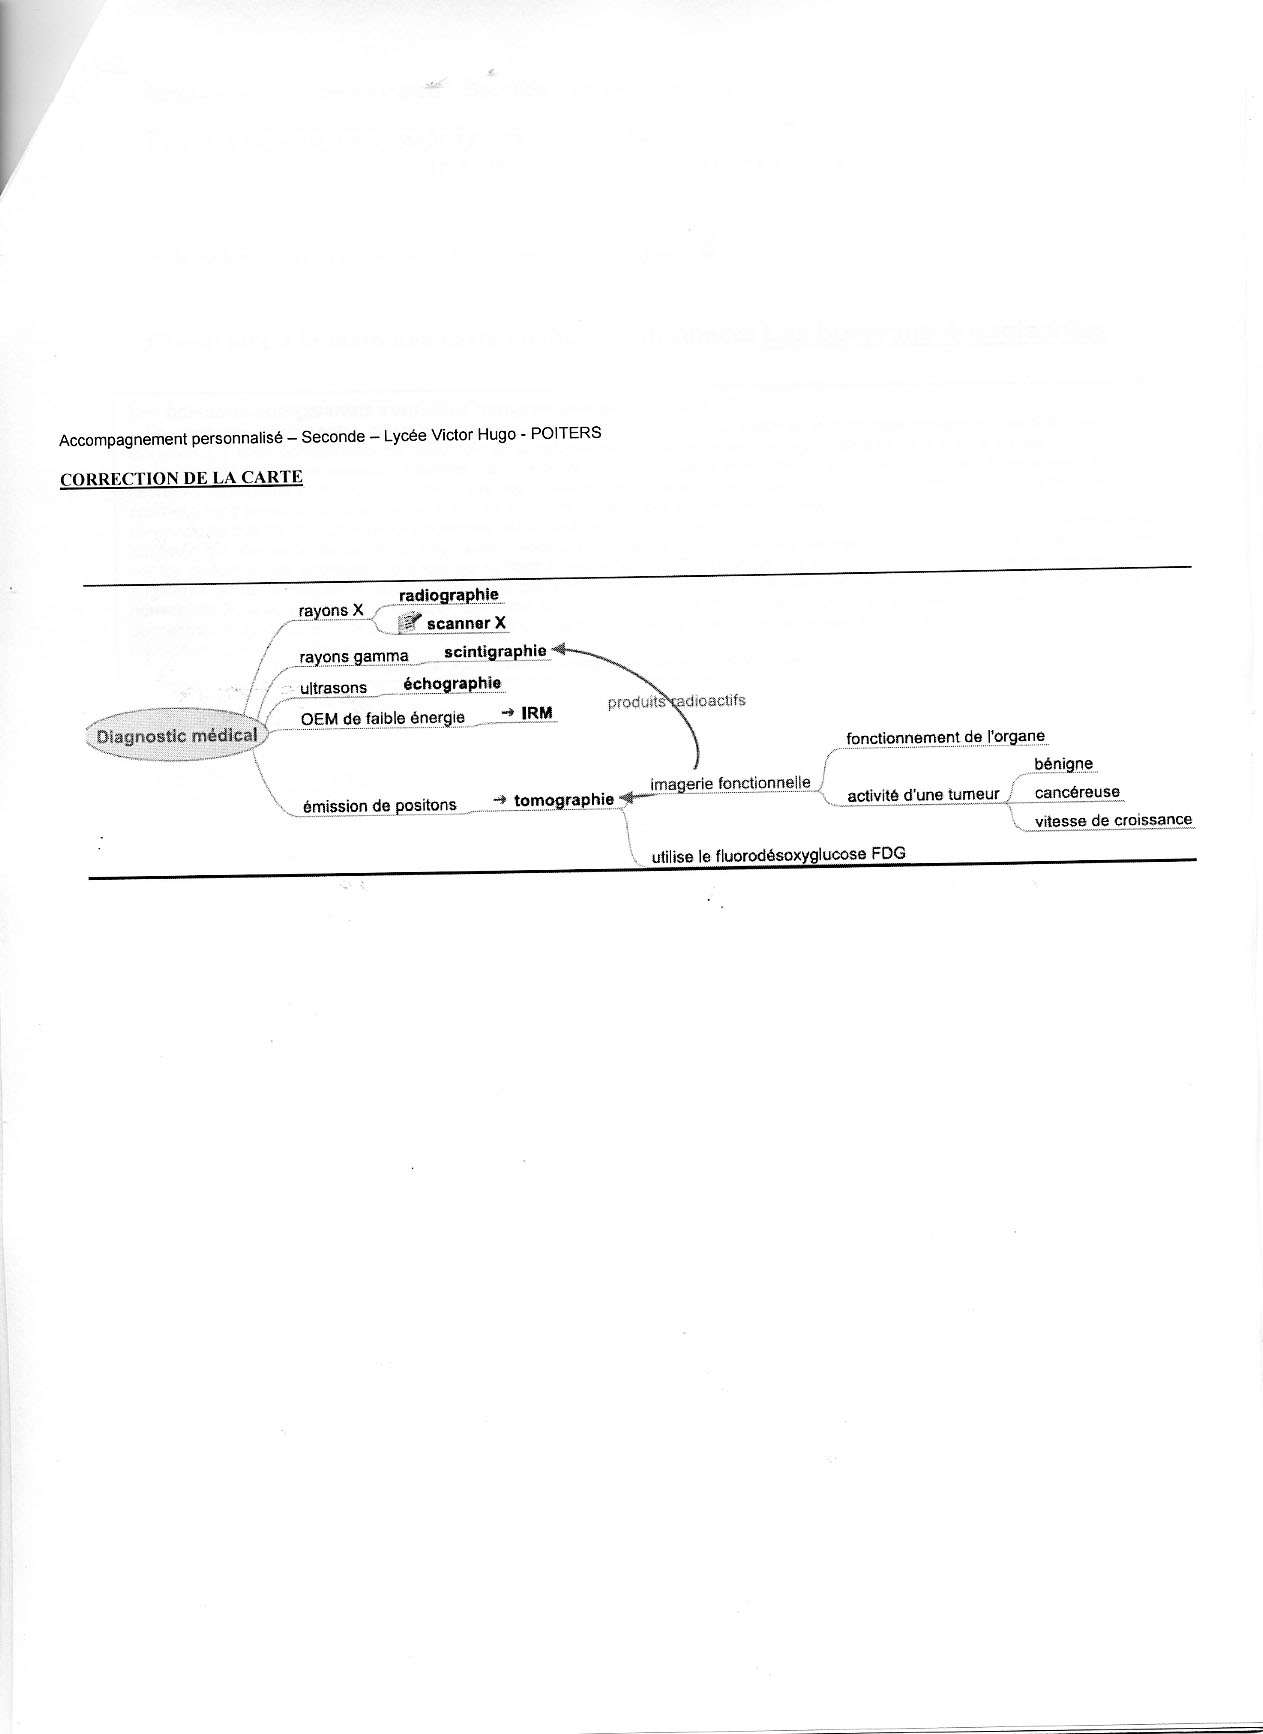 Accompagnement personnalisé – Seconde – Lycée Victor Hugo - POITERS
CORRECTION DE LA CARTE
Diagnostic médical
rayons X
radiographie
scanner X
rayons gamma
scintigraphie
ultrasons
échographie
OEM de faible énergie
→ IRM
produits radioactifs
émission de positons
→ tomographie
imagerie fonctionnelle
fonctionnement de l'organe
activité d'une tumeur
bénigne
cancéreuse
vitesse de croissance
utilise le fluorodésoxyglucose FDG